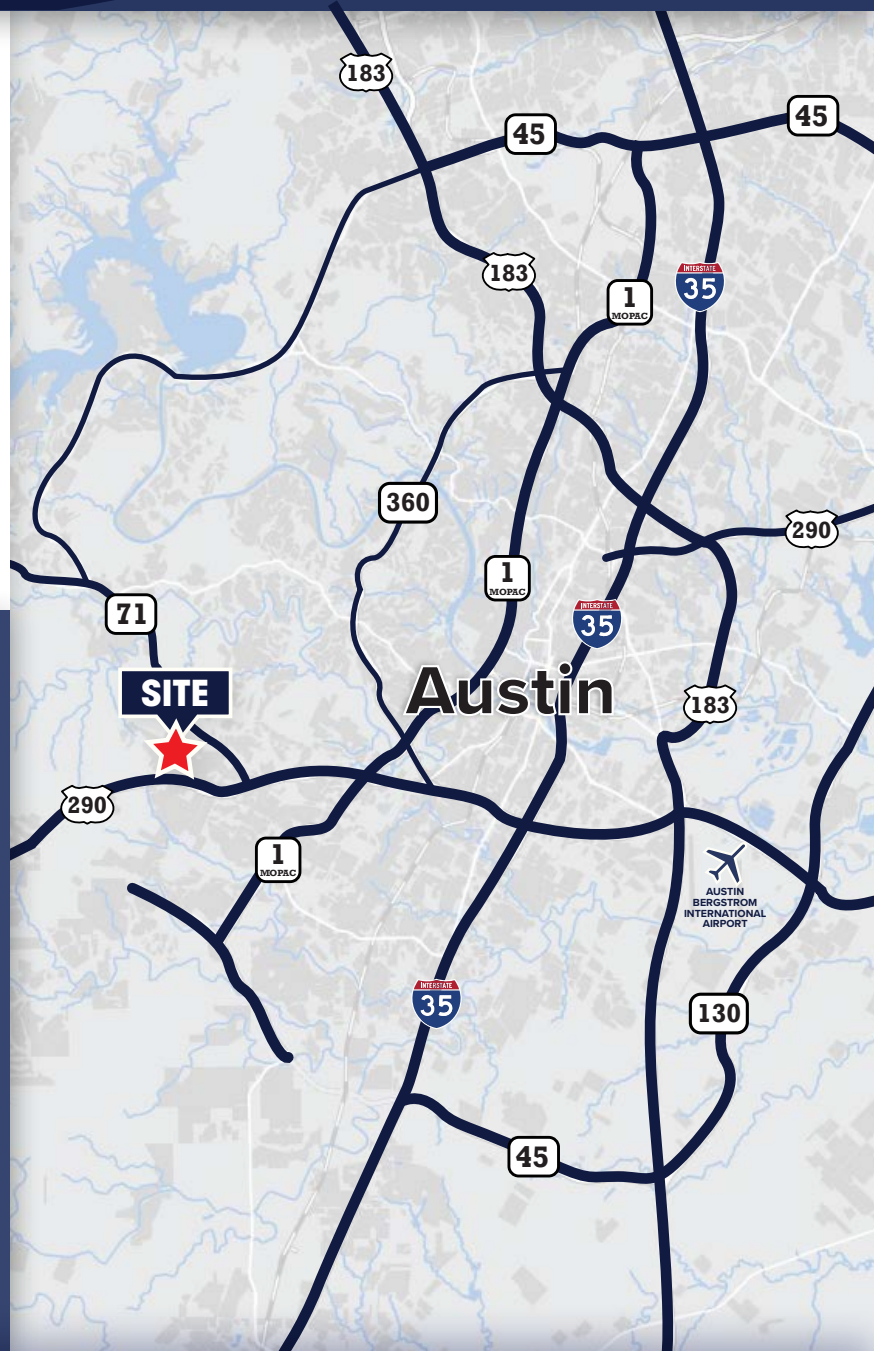 183
45
45
183
1
MOPAC
INTERSTATE
35
360
290
1
MOPAC
INTERSTATE
35
71
SITE
Austin
183
290
1
MOPAC
AUSTIN
BERGSTROM
INTERNATIONAL
AIRPORT
INTERSTATE
35
130
45